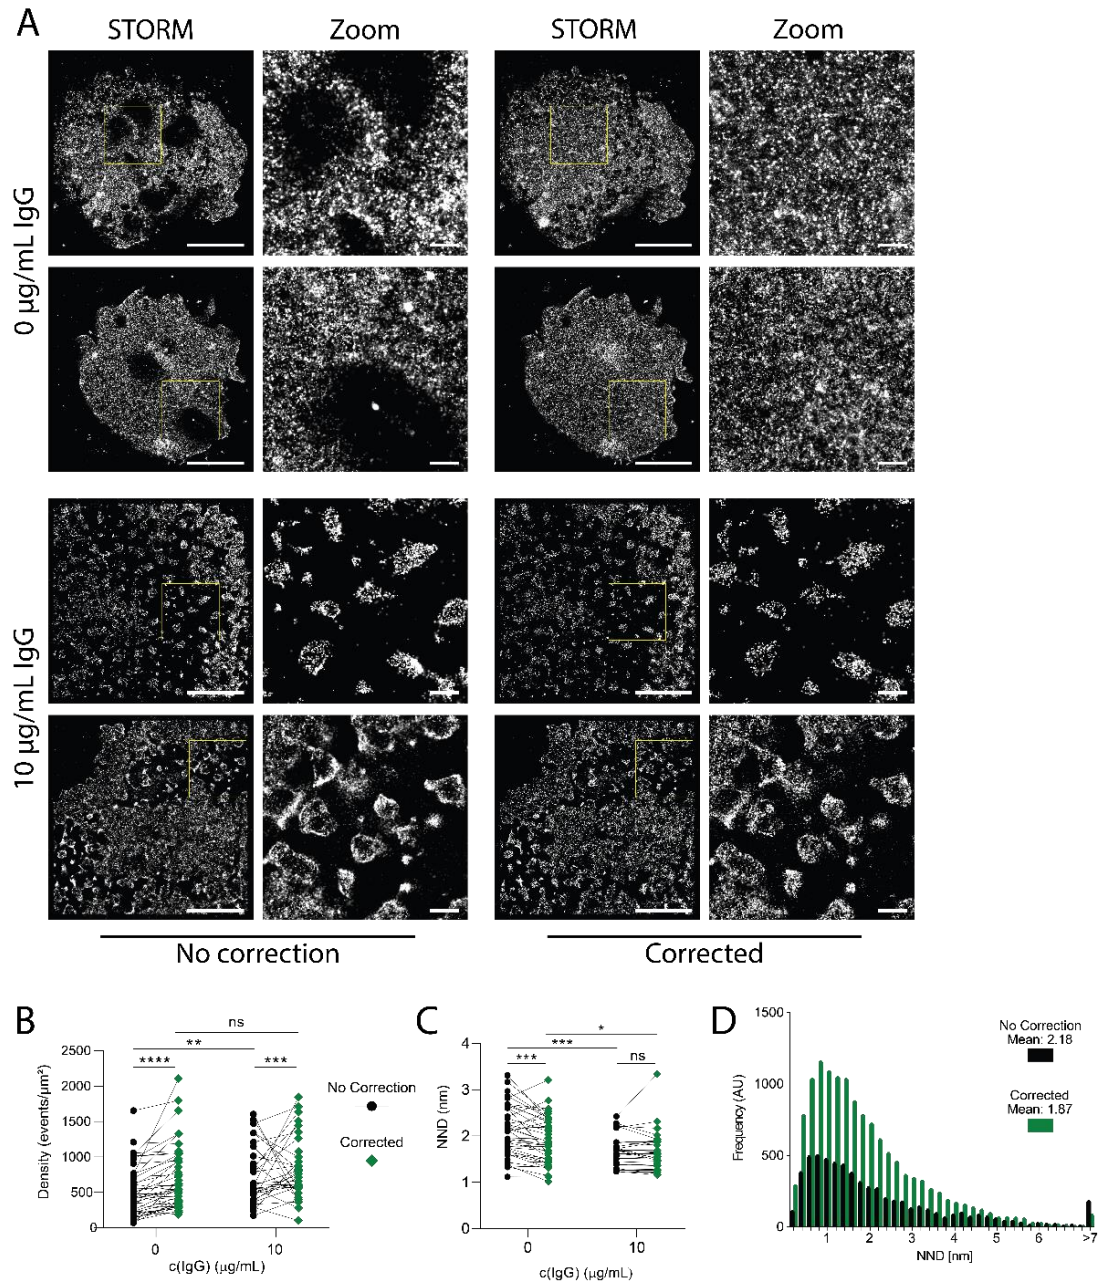 A
STORM
Zoom
STORM
Zoom
0 µg/mL IgG
10 µg/mL IgG
No correction
Corrected
B
ns
**
****
***
2500
2000
1500
1000
500
0
Density (events/µm²)
0
10
c(IgG) (µg/mL)
No Correction
Corrected
C
*
***
***
ns
4
3
2
1
0
NND (nm)
0
10
c(IgG) (µg/mL)
D
1500
1000
500
0
Frequency (AU)
No Correction
Mean: 2.18
Corrected
Mean: 1.87
1
2
3
4
5
6
>7
NND [nm]